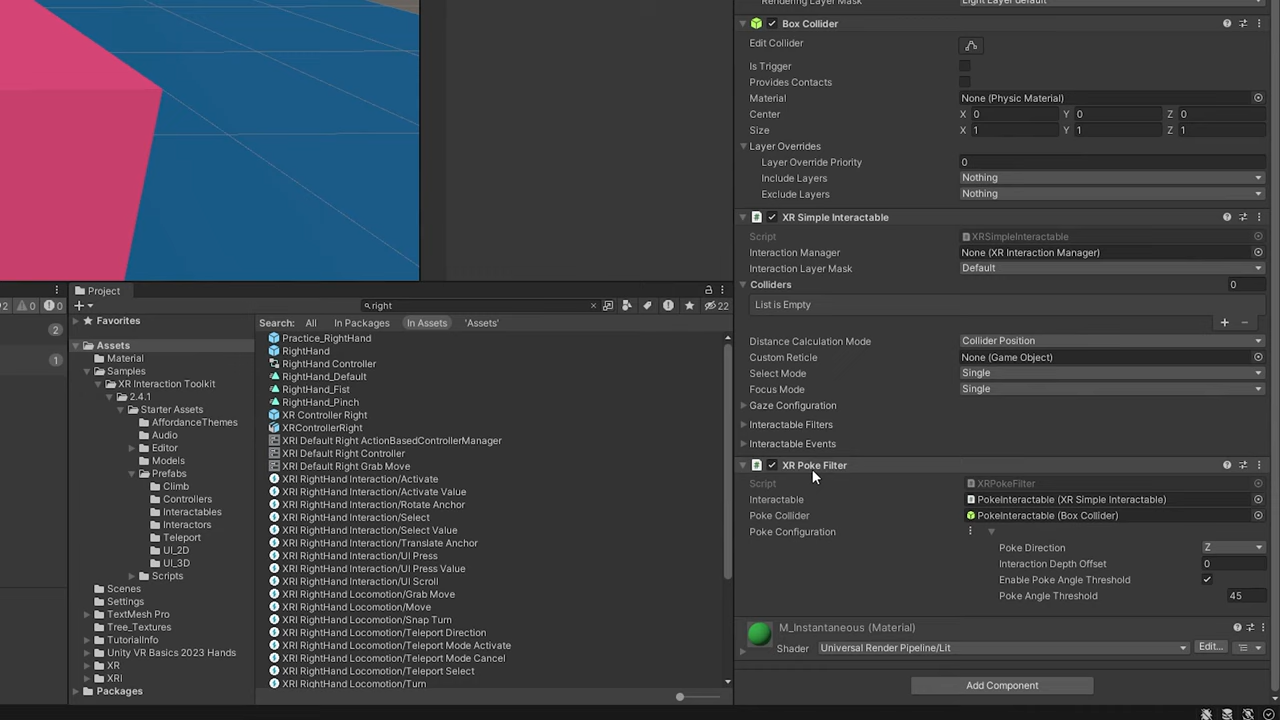 Rendering Layer Mask Light Layer default
Box Collider
Edit Collider
Is Trigger
Provides Contacts
Material None (Physic Material)
Center X 0 Y 0 Z 0
Size X 1 Y 1 Z 1
Layer Overrides
Layer Override Priority 0
Include Layers Nothing
Exclude Layers Nothing
XR Simple Interactable
Script XRSimpleInteractable
Interaction Manager None (XR Interaction Manager)
Interaction Layer Mask Default
Colliders 0
List is Empty
Distance Calculation Mode Collider Position
Custom Reticle None (Game Object)
Select Mode Single
Focus Mode Single
Gaze Configuration
Interactable Filters
Interactable Events
XR Poke Filter
Script XRPokeFilter
Interactable PokeInteractable (XR Simple Interactable)
Poke Collider PokeInteractable (Box Collider)
Poke Configuration
Poke Direction Z
Interaction Depth Offset 0
Enable Poke Angle Threshold
Poke Angle Threshold 45
M_Instantaneous (Material)
Shader Universal Render Pipeline/Lit Edit...
Add Component
2 0
55
1
Project
right 22
Search: All In Packages In Assets 'Assets'
Favorites
Assets
Material
Samples
XR Interaction Toolkit
2.4.1
Starter Assets
AffordanceThemes
Audio
Editor
Models
Prefabs
Climb
Controllers
Interactables
Interactors
Teleport
UI_2D
UI_3D
Scripts
Scenes
Settings
TextMesh Pro
Tree_Textures
TutorialInfo
Unity VR Basics 2023 Hands
XR
XRI
Packages
Practice_RightHand
RightHand
RightHand Controller
RightHand_Default
RightHand_Fist
RightHand_Pinch
XR Controller Right
XRControllerRight
XRI Default Right ActionBasedControllerManager
XRI Default Right Controller
XRI Default Right Grab Move
XRI RightHand Interaction/Activate
XRI RightHand Interaction/Activate Value
XRI RightHand Interaction/Rotate Anchor
XRI RightHand Interaction/Select
XRI RightHand Interaction/Select Value
XRI RightHand Interaction/Translate Anchor
XRI RightHand Interaction/UI Press
XRI RightHand Interaction/UI Press Value
XRI RightHand Interaction/UI Scroll
XRI RightHand Locomotion/Grab Move
XRI RightHand Locomotion/Move
XRI RightHand Locomotion/Snap Turn
XRI RightHand Locomotion/Teleport Direction
XRI RightHand Locomotion/Teleport Mode Activate
XRI RightHand Locomotion/Teleport Mode Cancel
XRI RightHand Locomotion/Teleport Select
XRI RightHand Locomotion/Turn